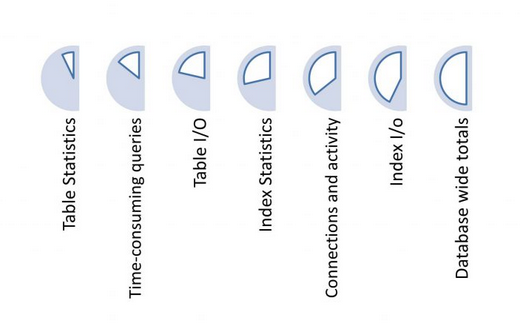 Table Statistics
Time-consuming queries
Table I/O
Index Statistics
Connections and activity
Index I/o
Database wide totals